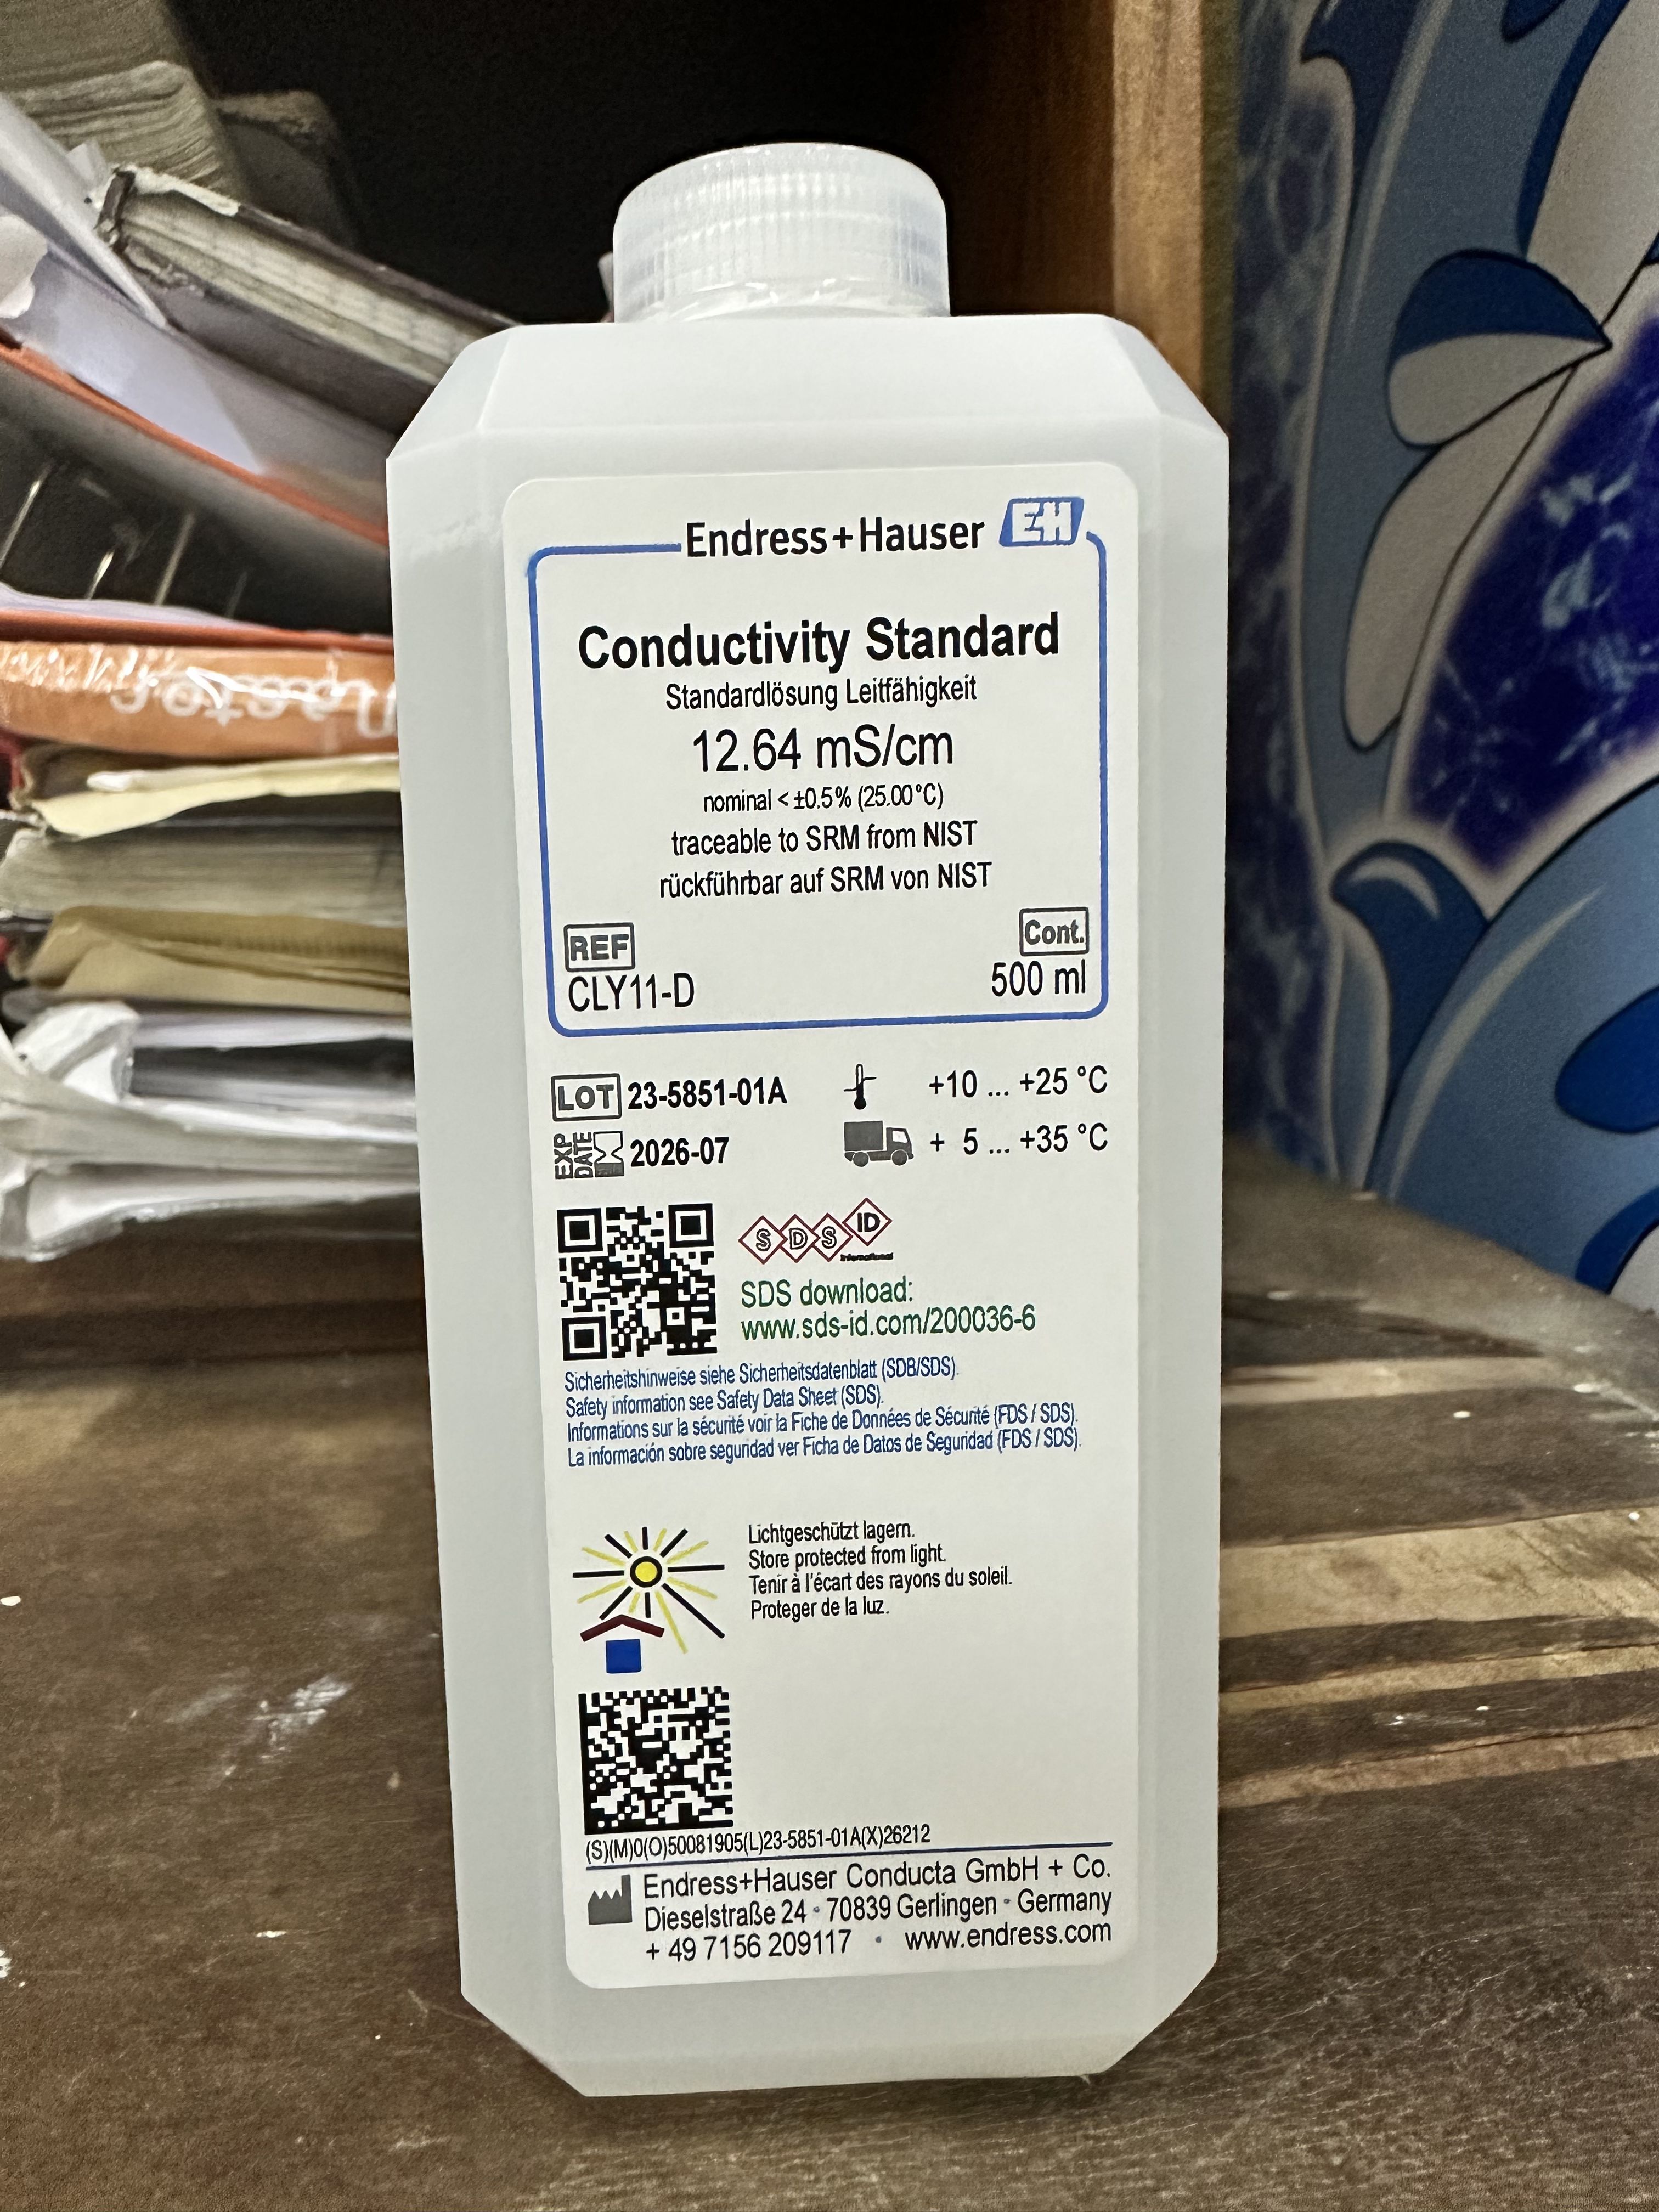 Endress+Hauser EH
Conductivity Standard
Standardlösung Leitfähigkeit
12.64 mS/cm
nominal < ±0.5% (25.00°C)
traceable to SRM from NIST
rückführbar auf SRM von NIST
REF
CLY11-D
Cont.
500 ml
LOT 23-5851-01A
EXP DATE 2026-07
+10 ... +25 °C
+ 5 ... +35 °C
SDS ID
International
SDS download:
www.sds-id.com/200036-6
Sicherheitshinweise siehe Sicherheitsdatenblatt (SDB/SDS).
Safety information see Safety Data Sheet (SDS).
Informations sur la sécurité voir la Fiche de Données de Sécurité (FDS / SDS).
La información sobre seguridad ver Ficha de Datos de Seguridad (FDS / SDS).
Lichtgeschützt lagern.
Store protected from light.
Tenir à l'écart des rayons du soleil.
Proteger de la luz.
(S)(M)0(O)50081905(L)23-5851-01A(X)26212
Endress+Hauser Conducta GmbH + Co.
Dieselstraße 24 · 70839 Gerlingen · Germany
+ 49 7156 209117 · www.endress.com